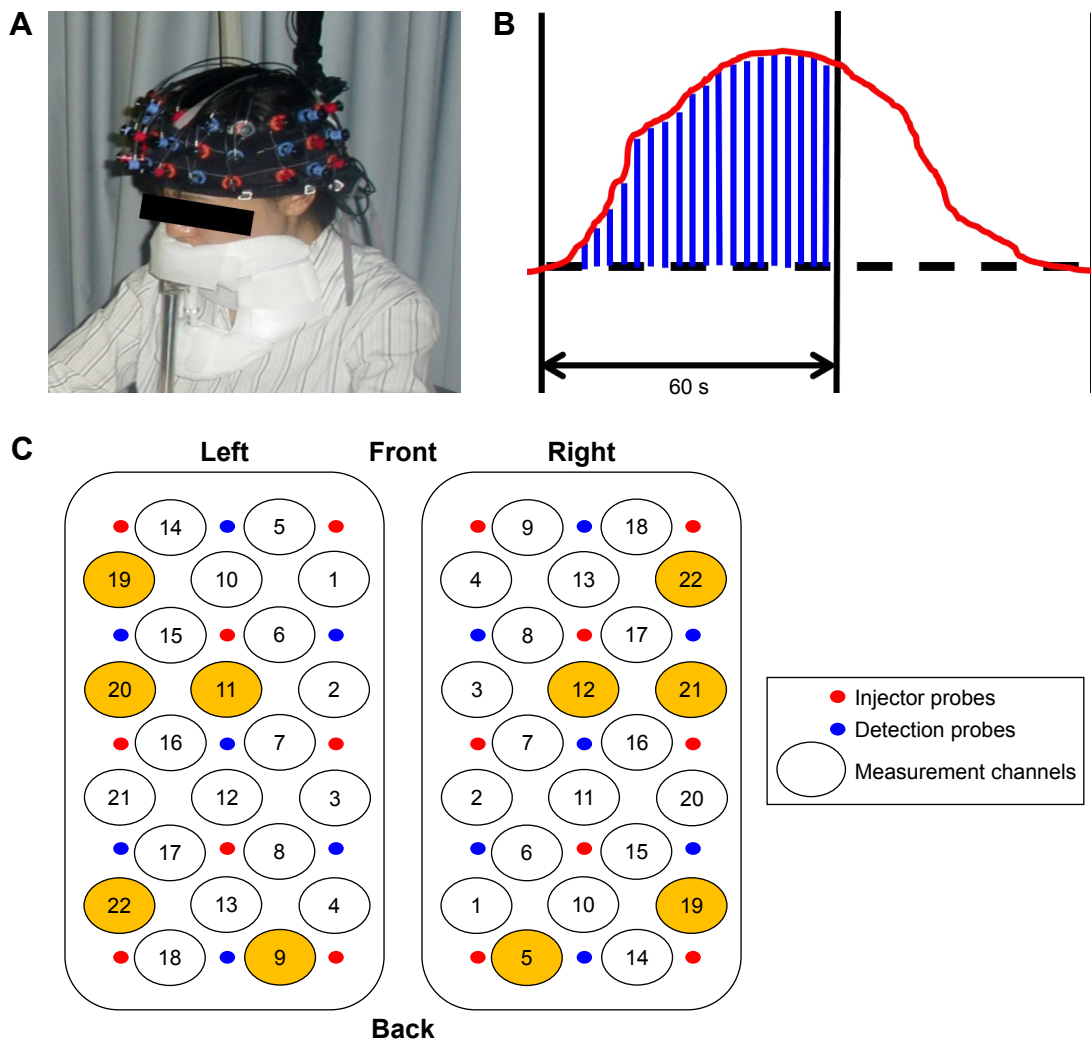 A
B
60 s
C
Left Front Right
14 5 9 18
19 10 1 4 13 22
15 6 8 17
20 11 2 3 12 21
16 7 7 16
21 12 3 2 11 20
17 8 6 15
22 13 4 1 10 19
18 9 5 14
Back
Injector probes
Detection probes
Measurement channels